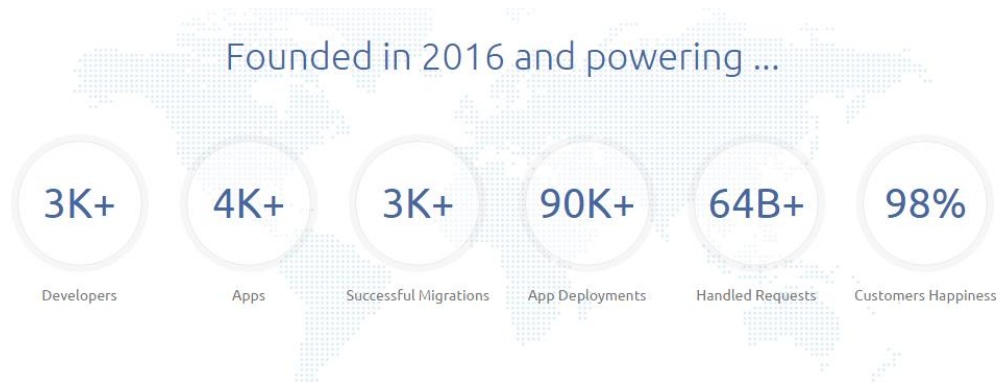 Founded in 2016 and powering ...
3K+ 4K+ 3K+ 90K+ 64B+ 98%
Developers Apps Successful Migrations App Deployments Handled Requests Customers Happiness